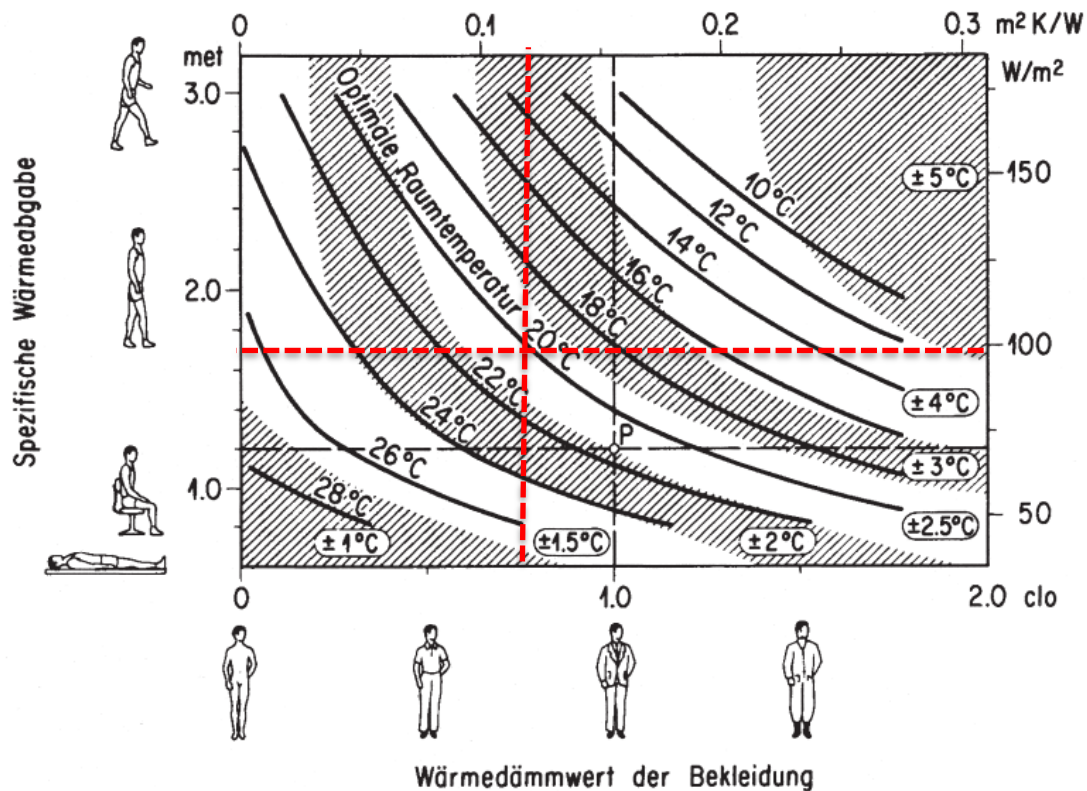 0 0.1 0.2 0.3 m² K/W
met
W/m²
3.0
2.0
1.0
150
100
50
Spezifische Wärmeabgabe
Optimale Raumtemperatur
10°C
12°C
14°C
16°C
18°C
20°C
22°C
24°C
26°C
28°C
P
±5°C
±4°C
±3°C
±2.5°C
±1°C
±1.5°C
±2°C
0 1.0 2.0 clo
Wärmedämmwert der Bekleidung